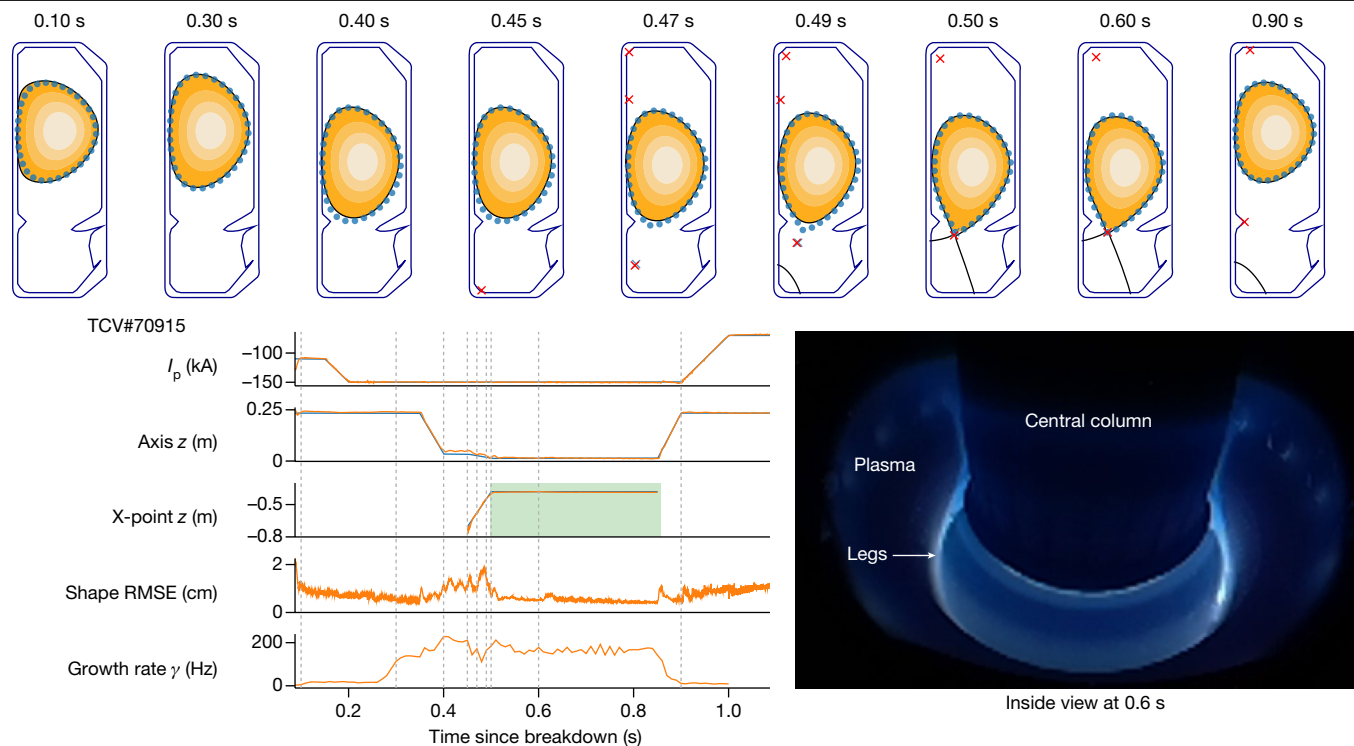 0.10 s 0.30 s 0.40 s 0.45 s 0.47 s 0.49 s 0.50 s 0.60 s 0.90 s
TCV#70915
Iₚ (kA)
−100
−150
Axis z (m)
0.25
0
X-point z (m)
−0.5
−0.8
Shape RMSE (cm)
2
0
Growth rate γ (Hz)
200
0
0.2 0.4 0.6 0.8 1.0
Time since breakdown (s)
Central column
Plasma
Legs
Inside view at 0.6 s